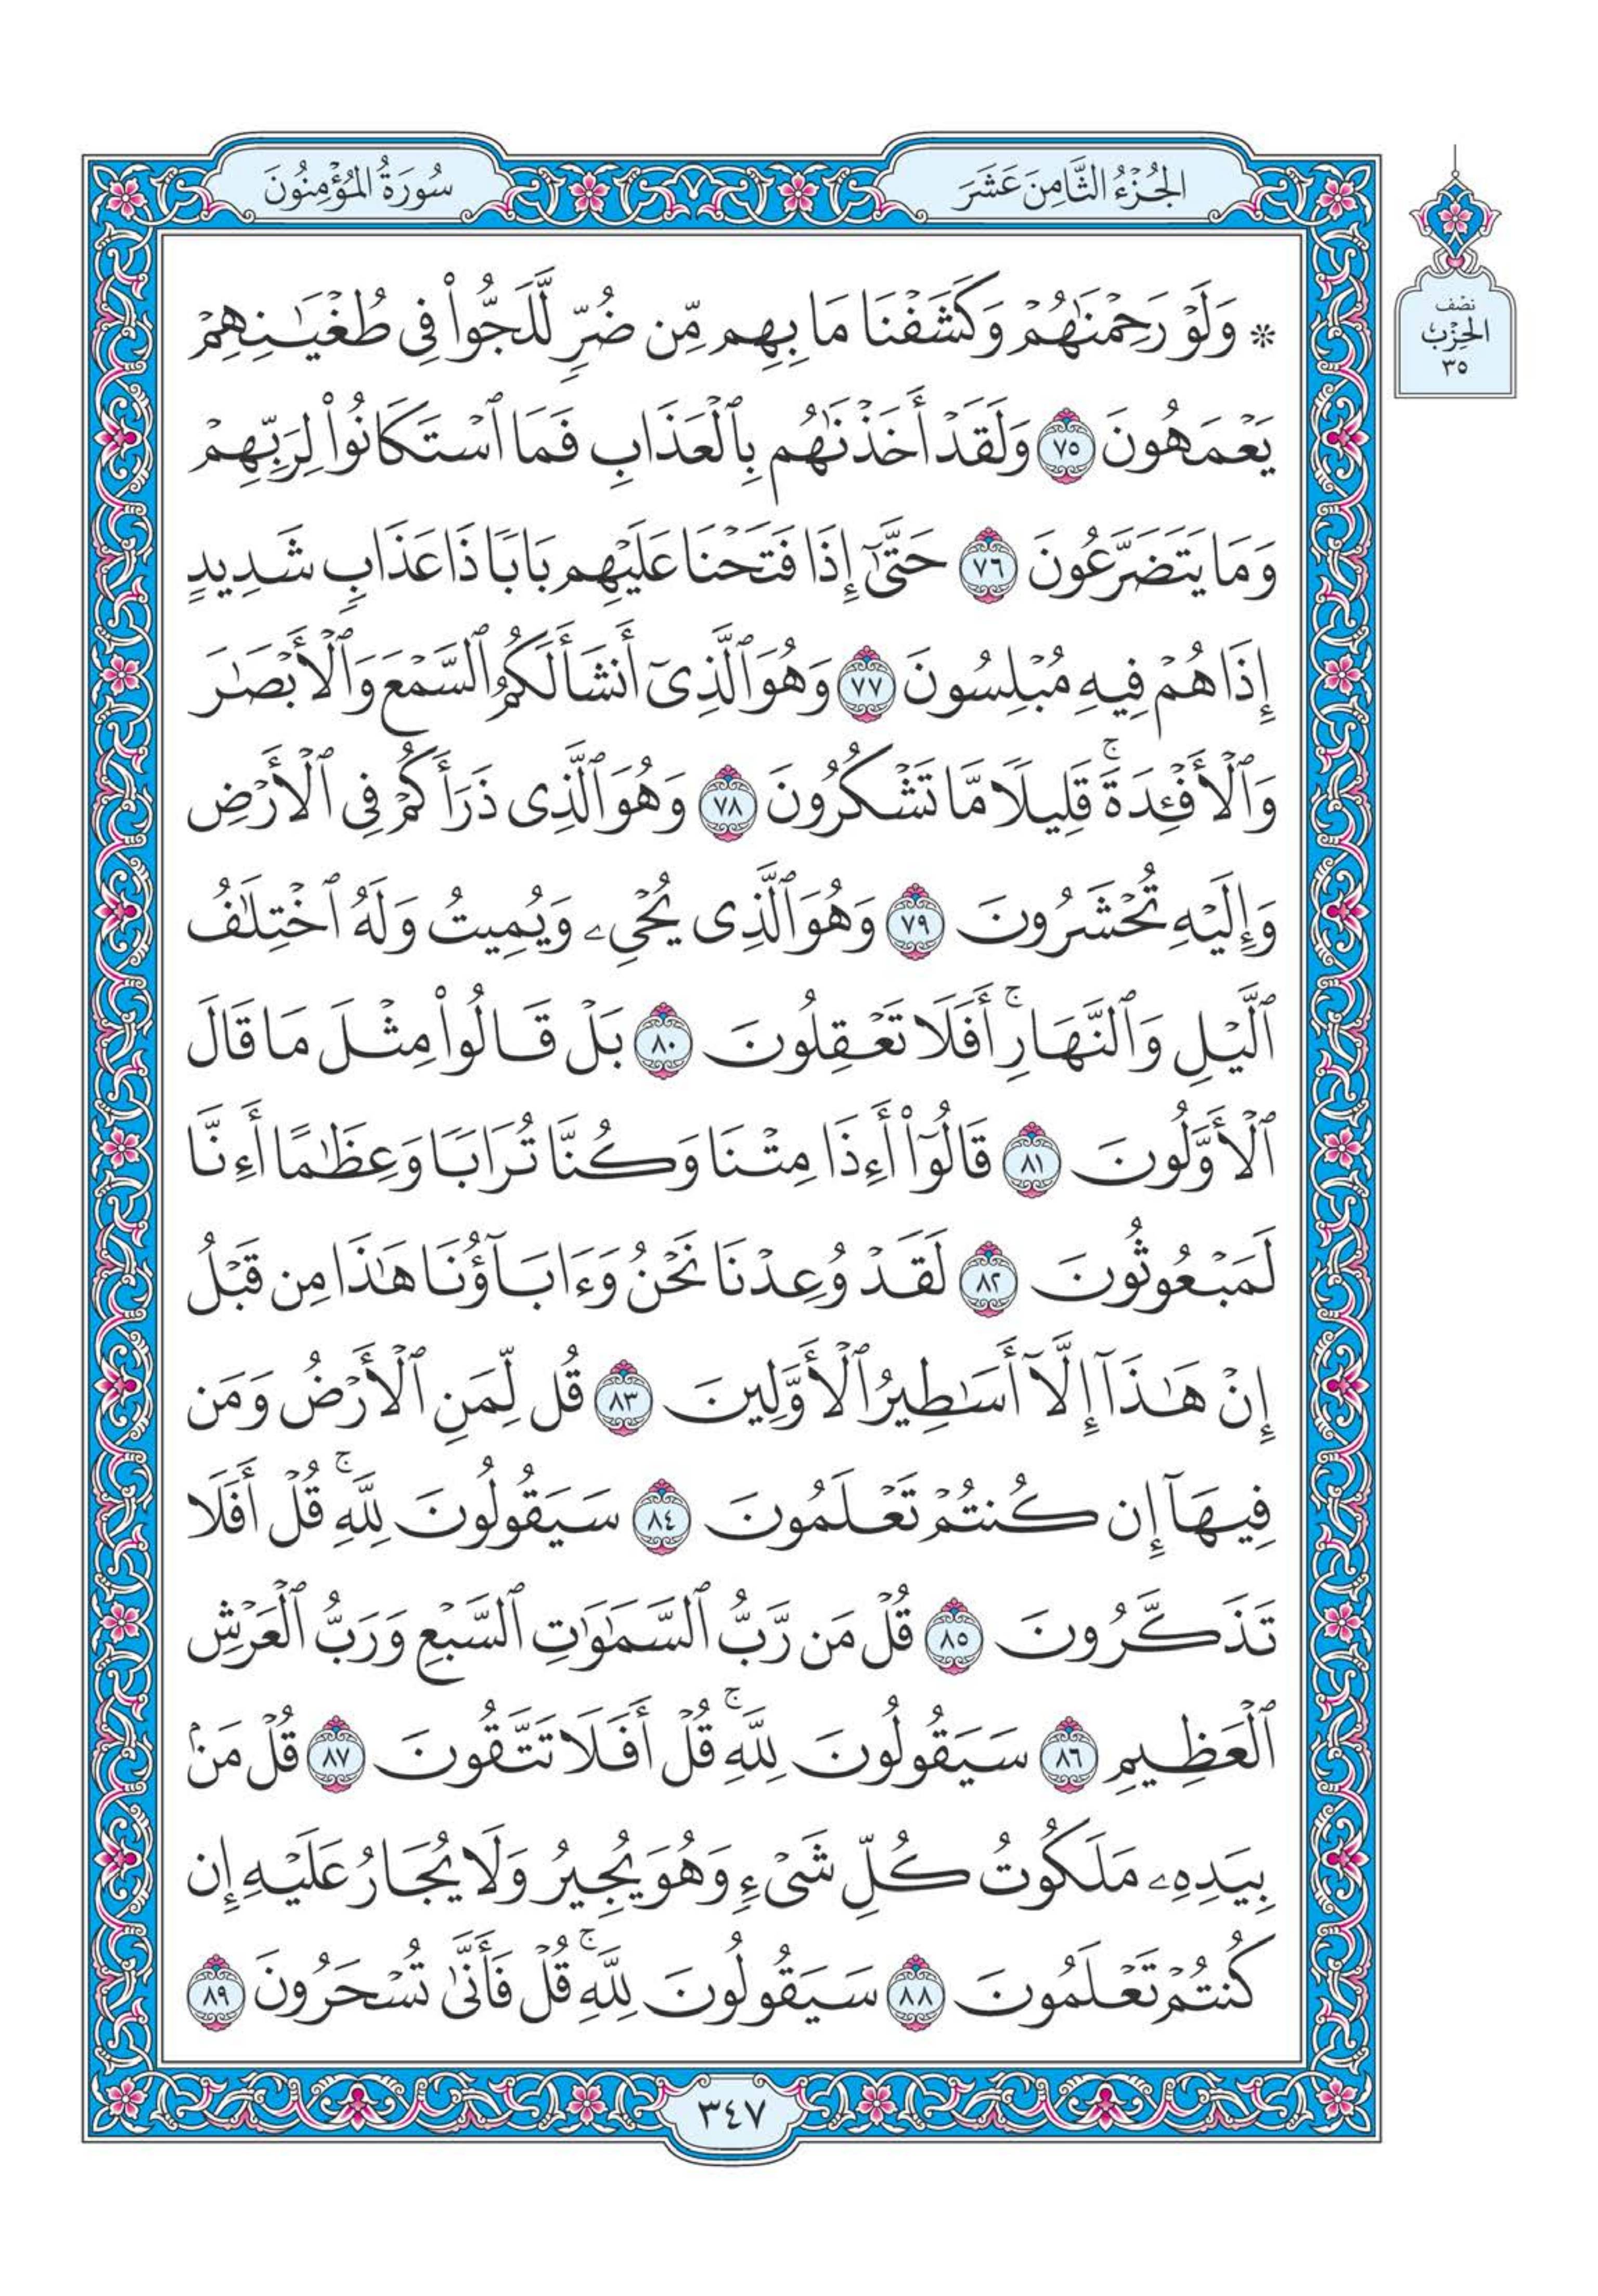 سُورَةُ المُؤْمِنُونَ
الجُزْءُ الثَّامِنَ عَشَرَ
نصْف
الحِزْب
٣٥
۞ وَلَوْ رَحِمْنَٰهُمْ وَكَشَفْنَا مَا بِهِم مِّن ضُرٍّۢ لَّلَجُّوا۟ فِى طُغْيَٰنِهِمْ
يَعْمَهُونَ ٧٥ وَلَقَدْ أَخَذْنَٰهُم بِٱلْعَذَابِ فَمَا ٱسْتَكَانُوا۟ لِرَبِّهِمْ
وَمَا يَتَضَرَّعُونَ ٧٦ حَتَّىٰٓ إِذَا فَتَحْنَا عَلَيْهِم بَابًا ذَا عَذَابٍ شَدِيدٍ
إِذَا هُمْ فِيهِ مُبْلِسُونَ ٧٧ وَهُوَ ٱلَّذِىٓ أَنشَأَ لَكُمُ ٱلسَّمْعَ وَٱلْأَبْصَٰرَ
وَٱلْأَفْـِٔدَةَ ۚ قَلِيلًا مَّا تَشْكُرُونَ ٧٨ وَهُوَ ٱلَّذِى ذَرَأَكُمْ فِى ٱلْأَرْضِ
وَإِلَيْهِ تُحْشَرُونَ ٧٩ وَهُوَ ٱلَّذِى يُحْىِۦ وَيُمِيتُ وَلَهُ ٱخْتِلَٰفُ
ٱلَّيْلِ وَٱلنَّهَارِ ۚ أَفَلَا تَعْقِلُونَ ٨٠ بَلْ قَالُوا۟ مِثْلَ مَا قَالَ
ٱلْأَوَّلُونَ ٨١ قَالُوٓا۟ أَءِذَا مِتْنَا وَكُنَّا تُرَابًا وَعِظَٰمًا أَءِنَّا
لَمَبْعُوثُونَ ٨٢ لَقَدْ وُعِدْنَا نَحْنُ وَءَابَآؤُنَا هَٰذَا مِن قَبْلُ
إِنْ هَٰذَآ إِلَّآ أَسَٰطِيرُ ٱلْأَوَّلِينَ ٨٣ قُل لِّمَنِ ٱلْأَرْضُ وَمَن
فِيهَآ إِن كُنتُمْ تَعْلَمُونَ ٨٤ سَيَقُولُونَ لِلَّهِ ۚ قُلْ أَفَلَا
تَذَكَّرُونَ ٨٥ قُلْ مَن رَّبُّ ٱلسَّمَٰوَٰتِ ٱلسَّبْعِ وَرَبُّ ٱلْعَرْشِ
ٱلْعَظِيمِ ٨٦ سَيَقُولُونَ لِلَّهِ ۚ قُلْ أَفَلَا تَتَّقُونَ ٨٧ قُلْ مَنۢ
بِيَدِهِۦ مَلَكُوتُ كُلِّ شَىْءٍ وَهُوَ يُجِيرُ وَلَا يُجَارُ عَلَيْهِ إِن
كُنتُمْ تَعْلَمُونَ ٨٨ سَيَقُولُونَ لِلَّهِ ۚ قُلْ فَأَنَّىٰ تُسْحَرُونَ ٨٩
٣٤٧